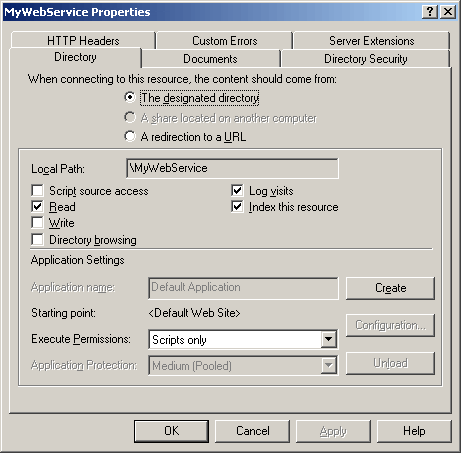 MyWebService Properties
HTTP Headers Custom Errors Server Extensions
Directory Documents Directory Security
When connecting to this resource, the content should come from:
The designated directory
A share located on another computer
A redirection to a URL
Local Path: \MyWebService
Script source access Log visits
Read Index this resource
Write
Directory browsing
Application Settings
Application name: Default Application Create
Starting point: <Default Web Site>
Configuration...
Execute Permissions: Scripts only
Application Protection: Medium (Pooled) Unload
OK Cancel Apply Help